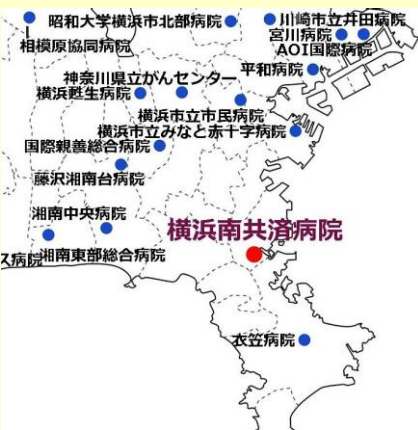 昭和大学横浜市北部病院
川崎市立井田病院
宮川病院
AOI国際病院
相模原協同病院
平和病院
神奈川県立がんセンター
横浜甦生病院
横浜市立市民病院
横浜市立みなと赤十字病院
国際親善総合病院
藤沢湘南台病院
湘南中央病院
横浜南共済病院
ス病院
湘南東部総合病院
衣笠病院